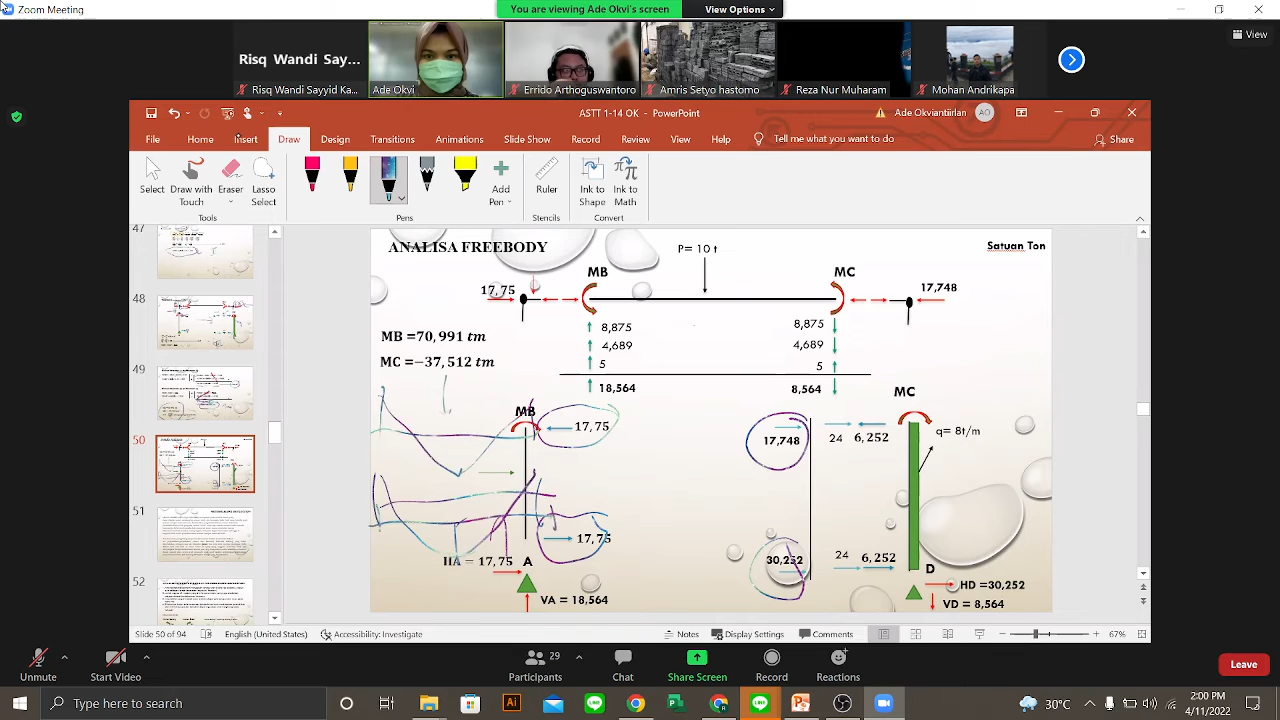 Zoom Meeting
You are viewing Ade Okvi's screen
View Options
Risq Wandi Say...
Risq Wandi Sayyid Ka...
Ade Okvi
Errido Arthoguswantoro
Amris Setyo hastomo
Reza Nur Muharam
Mohan Andrikapa
View
ASTT 1-14 OK - PowerPoint
Ade Okviantiirlan
AO
File
Home
Insert
Draw
Design
Transitions
Animations
Slide Show
Record
Review
View
Help
Tell me what you want to do
Share
Select
Draw with Touch
Eraser
Lasso Select
Add Pen
Ruler
Ink to Shape
Ink to Math
Tools
Pens
Stencils
Convert
47
48
49
50
51
52
ANALISA FREEBODY
P= 10 t
Satuan Ton
MB
MC
17,75
17,748
8,875
8,875
4,689
4,689
5
5
18,564
8,564
MB =70,991 tm
MC =−37,512 tm
MB
17,75
17,75
HA = 17,75
A
VA = 18,564
MC
17,748
24
6,252
q= 8t/m
30,252
24
6,252
D
HD =30,252
VD = 8,564
Slide 50 of 94
English (United States)
Accessibility: Investigate
Notes
Display Settings
Comments
67%
Unmute
Start Video
Participants
29
Chat
Share Screen
Record
Reactions
Leave
Type here to search
30°C
2:00 PM
4/11/2022